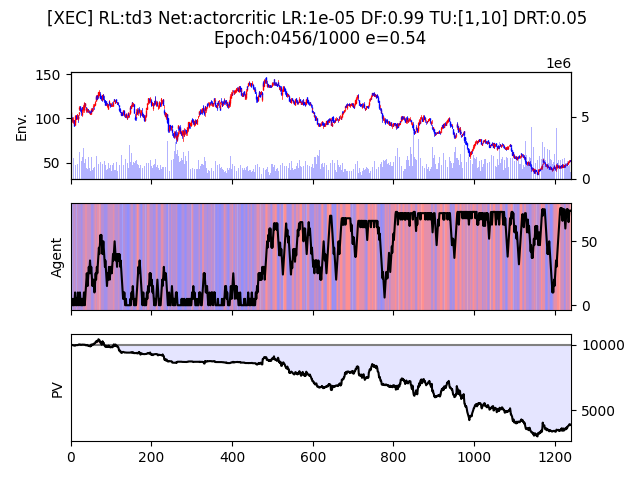 [XEC] RL:td3 Net:actorcritic LR:1e-05 DF:0.99 TU:[1,10] DRT:0.05
Epoch:0456/1000 e=0.54
1e6
150
100
50
Env.
5
0
Agent
50
0
PV
10000
5000
0 200 400 600 800 1000 1200